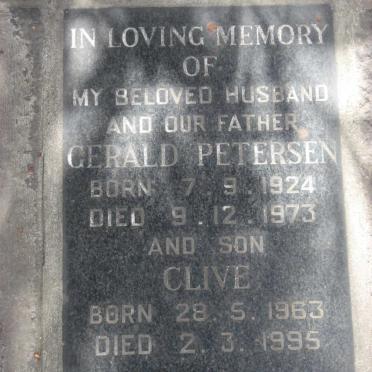 IN LOVING MEMORY
OF
MY BELOVED HUSBAND
AND OUR FATHER
GERALD PETERSEN
BORN 7.9.1924
DIED 9.12.1973
AND SON
CLIVE
BORN 28.5.1963
DIED 2.3.1995